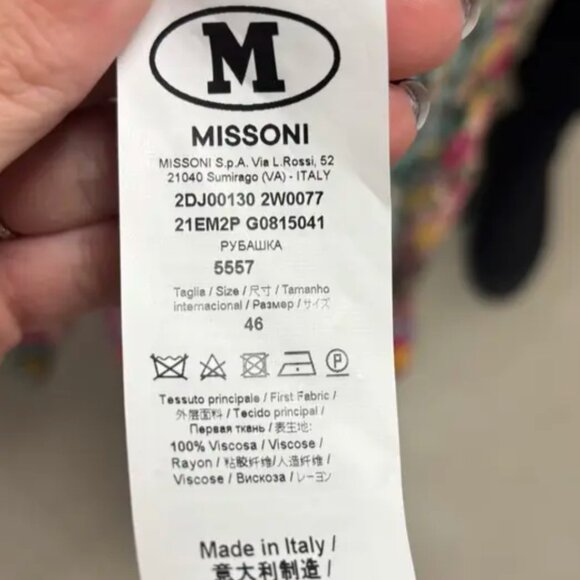 M
MISSONI
MISSONI S.p.A. Via L.Rossi, 52
21040 Sumirago (VA) - ITALY
2DJ00130 2W0077
21EM2P G0815041
РУБАШКА
5557
Taglia / Size / 尺寸 / Tamanho
internacional / Размер / サイズ
46
P
Tessuto principale / First Fabric /
外层面料 / Tecido principal /
Первая ткань / 表生地:
100% Viscosa / Viscose /
Rayon / 粘胶纤维/人造纤维 /
Viscose / Вискоза / レーヨン
Made in Italy /
意大利制造 /